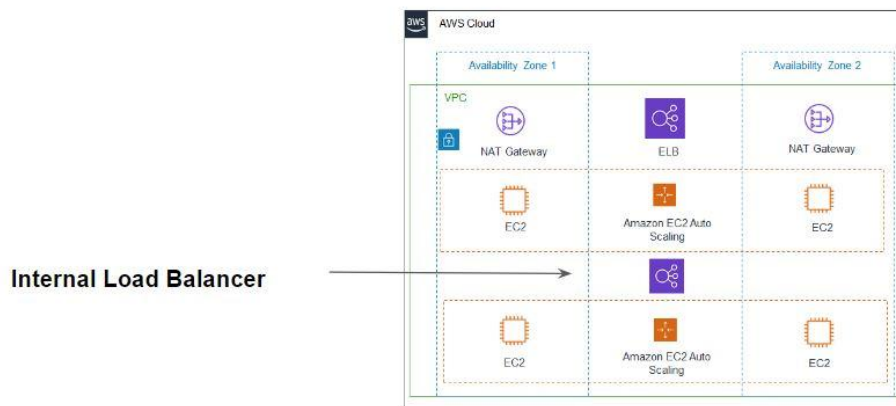 aws
AWS Cloud
Availability Zone 1
Availability Zone 2
VPC
NAT Gateway
ELB
NAT Gateway
EC2
Amazon EC2 Auto
Scaling
EC2
Internal Load Balancer
EC2
Amazon EC2 Auto
Scaling
EC2